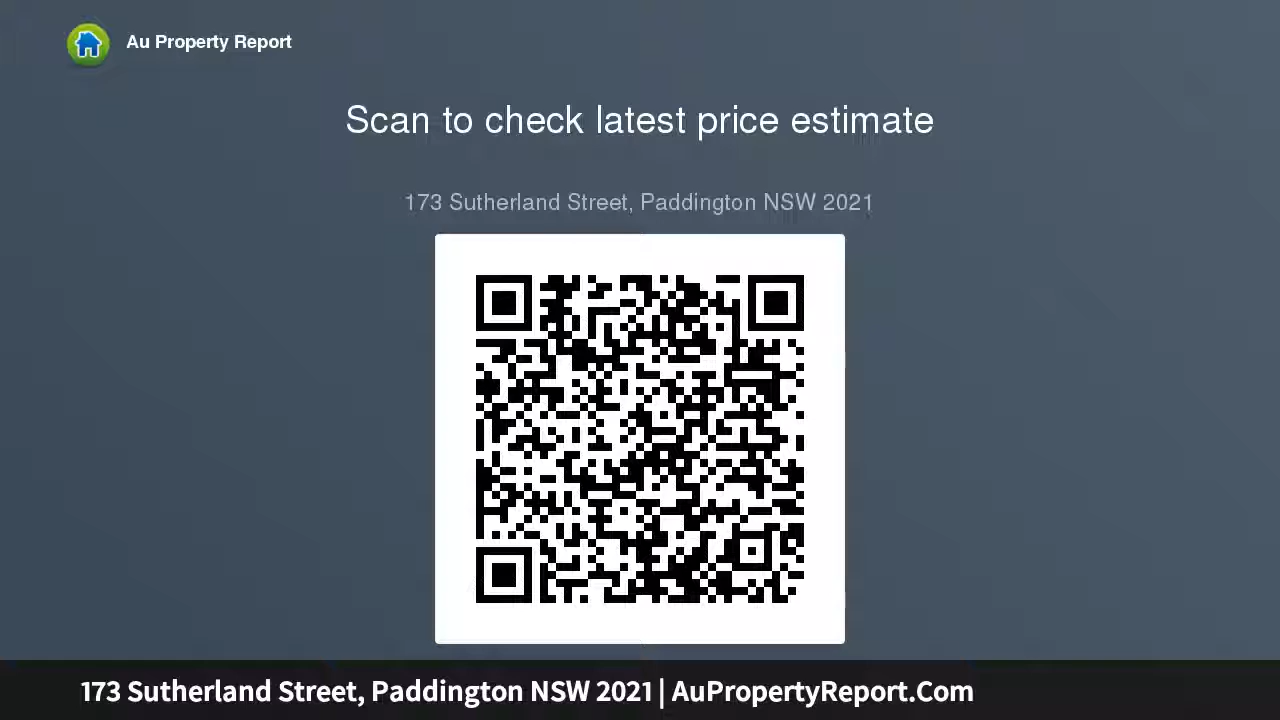 Au Property Report
Scan to check latest price estimate
173 Sutherland Street, Paddington NSW 2021
173 Sutherland Street, Paddington NSW 2021 | AuPropertyReport.Com